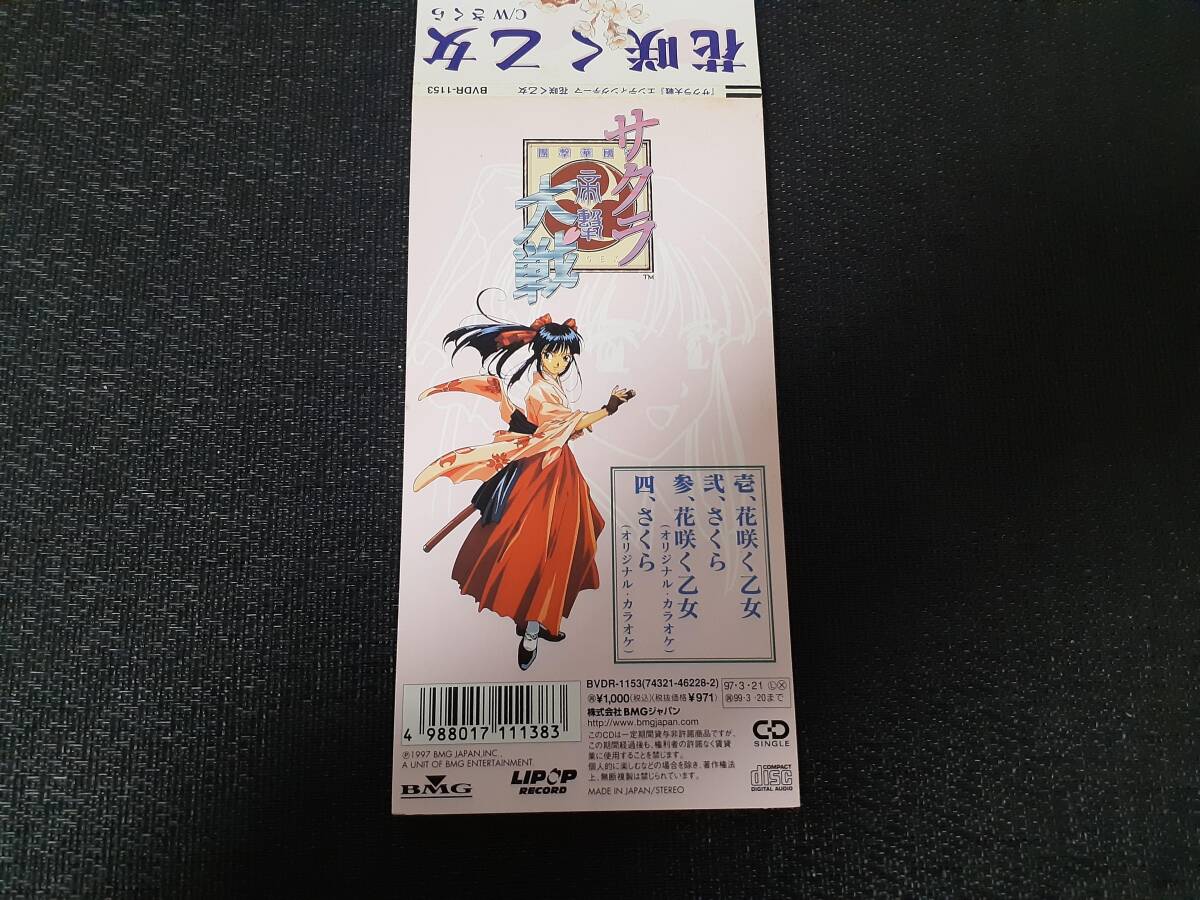 花咲く乙女
C/W さくら
『サクラ大戦』エンディングテーマ 花咲く乙女 BVDR-1153
サクラ
大戦
國華撃團
帝撃
TM
壱、花咲く乙女
弐、さくら
参、花咲く乙女
(オリジナル・カラオケ)
四、さくら
(オリジナル・カラオケ)
4 988017 111383
BVDR-1153(74321-46228-2)
¥1,000(税込)(税抜価格¥971)
株式会社BMGジャパン
http://www.bmgjapan.com
97・3・21 Ⓛ Ⓧ
99・3・20まで
このCDは一定期間貸与非許諾商品ですが、
この期間経過後も、権利者の許諾なく賃貸
業に使用することを禁じます。
個人的に楽しむなどの場合を除き、著作権法
上、無断複製は禁じられています。
MADE IN JAPAN/STEREO
℗1997 BMG JAPAN,INC.,
A UNIT OF BMG ENTERTAINMENT.
BMG
LIPOP
RECORD
CD
SINGLE
COMPACT
disc
DIGITAL AUDIO